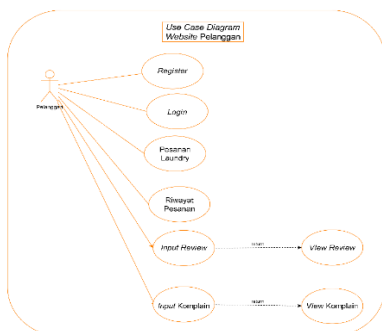 Use Case Diagram
Website Pelanggan
Register
Pelanggan
Login
Pesanan
Laundry
Riwayat
Pesanan
Input Review
View Review
Input Komplain
View Komplain